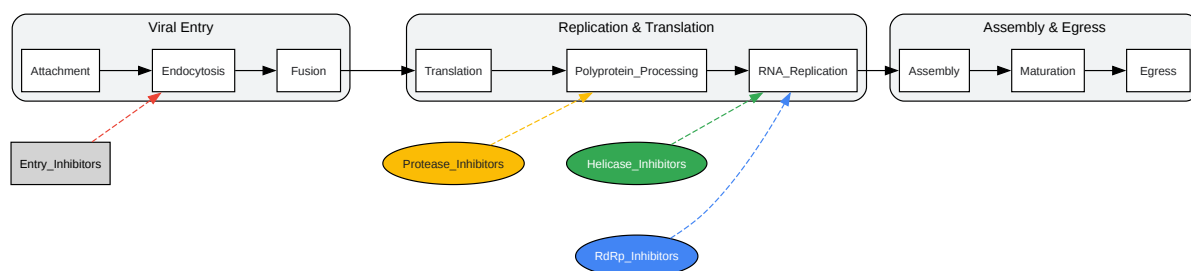 Viral Entry
Replication & Translation
Assembly & Egress
Attachment
Endocytosis
Fusion
Translation
Polyprotein_Processing
RNA_Replication
Assembly
Maturation
Egress
Entry_Inhibitors
Protease_Inhibitors
Helicase_Inhibitors
RdRp_Inhibitors